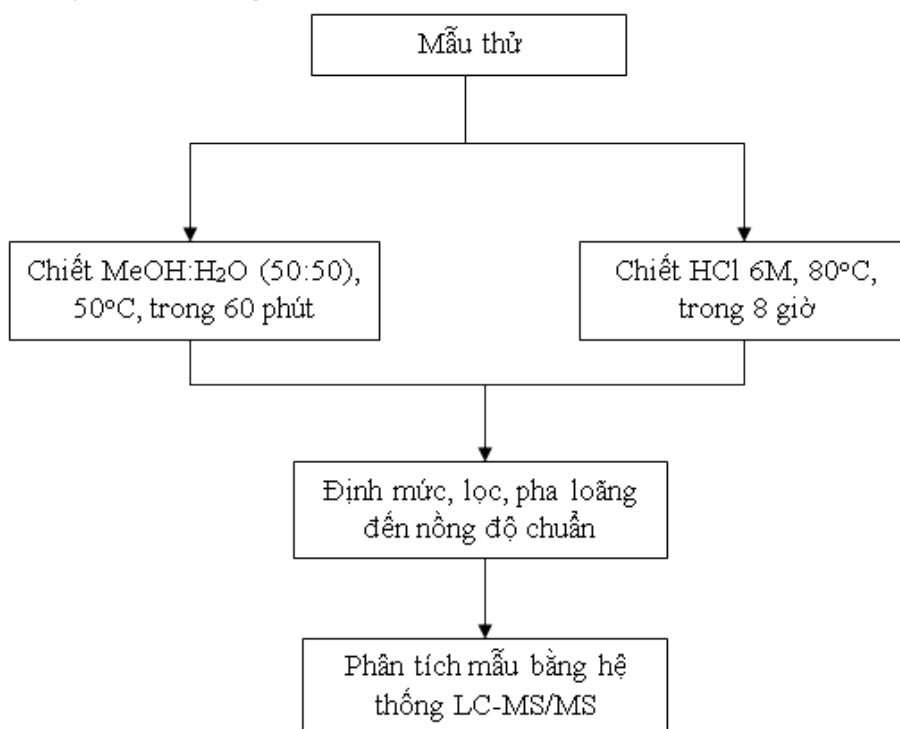 Mẫu thử
Chiết MeOH:H₂O (50:50),
50°C, trong 60 phút
Chiết HCl 6M, 80°C,
trong 8 giờ
Định mức, lọc, pha loãng
đến nồng độ chuẩn
Phân tích mẫu bằng hệ
thống LC-MS/MS